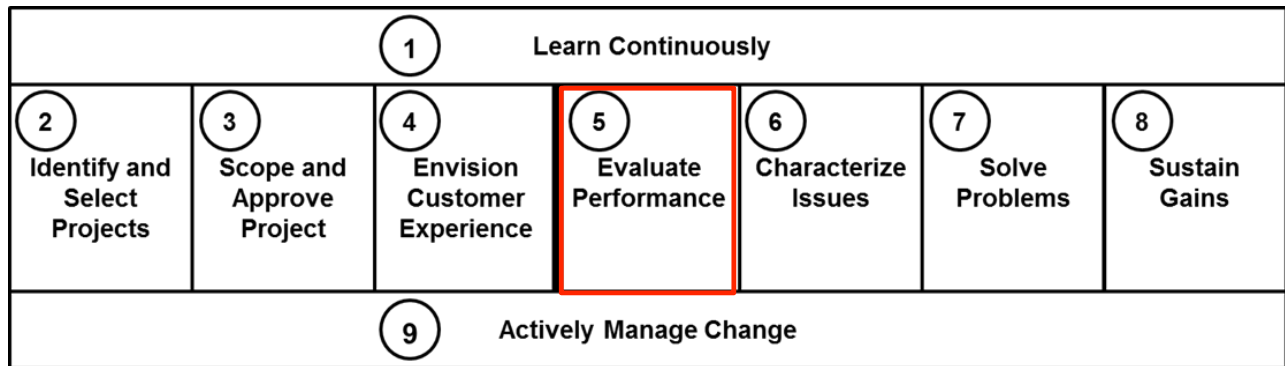 1 Learn Continuously
2
Identify and
Select
Projects
3
Scope and
Approve
Project
4
Envision
Customer
Experience
5
Evaluate
Performance
6
Characterize
Issues
7
Solve
Problems
8
Sustain
Gains
9 Actively Manage Change